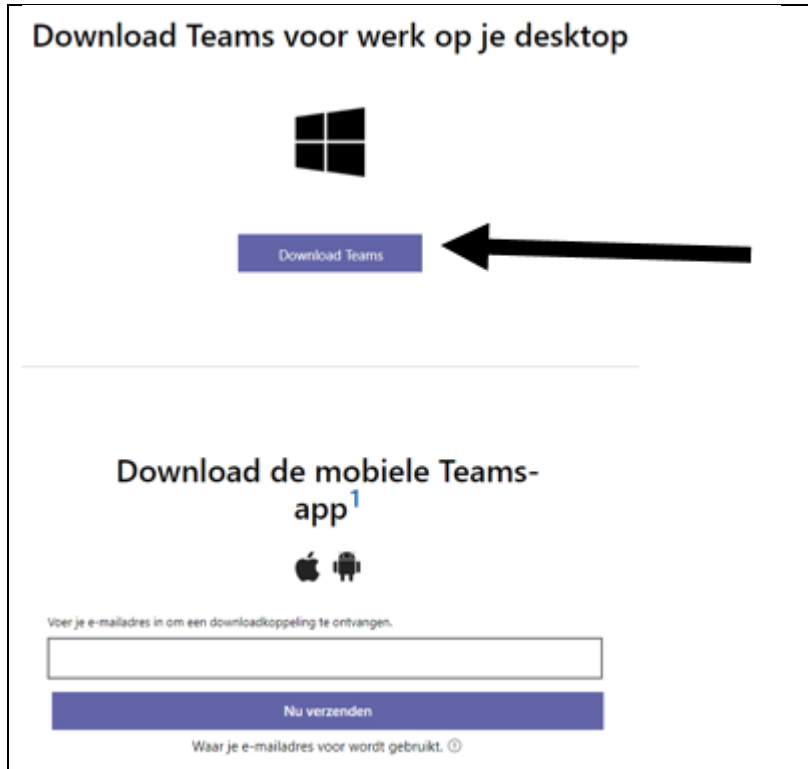 Download Teams voor werk op je desktop
Download Teams
Download de mobiele Teams-
app1
Voer je e-mailadres in om een downloadkoppeling te ontvangen.
Nu verzenden
Waar je e-mailadres voor wordt gebruikt.